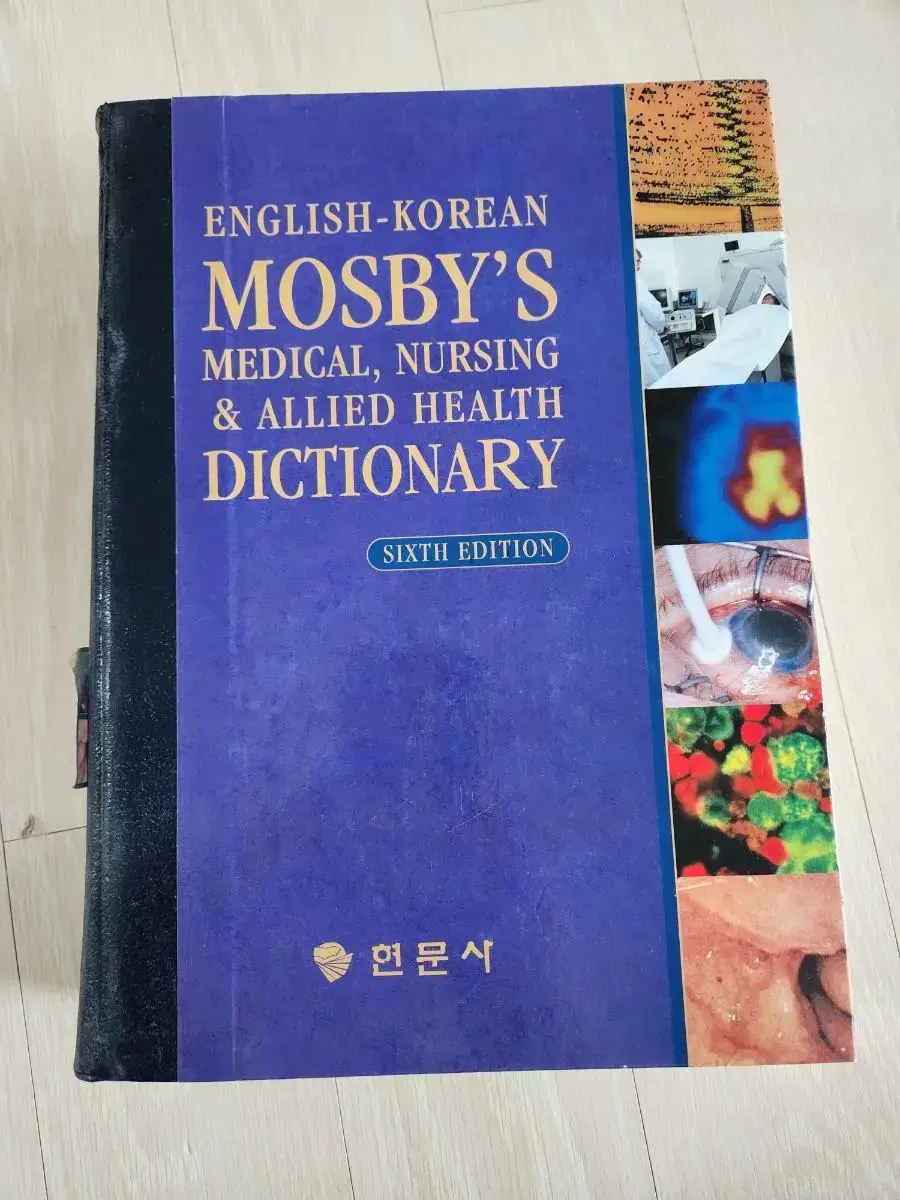 ENGLISH-KOREAN
MOSBY'S
MEDICAL, NURSING
& ALLIED HEALTH
DICTIONARY
SIXTH EDITION
현문사